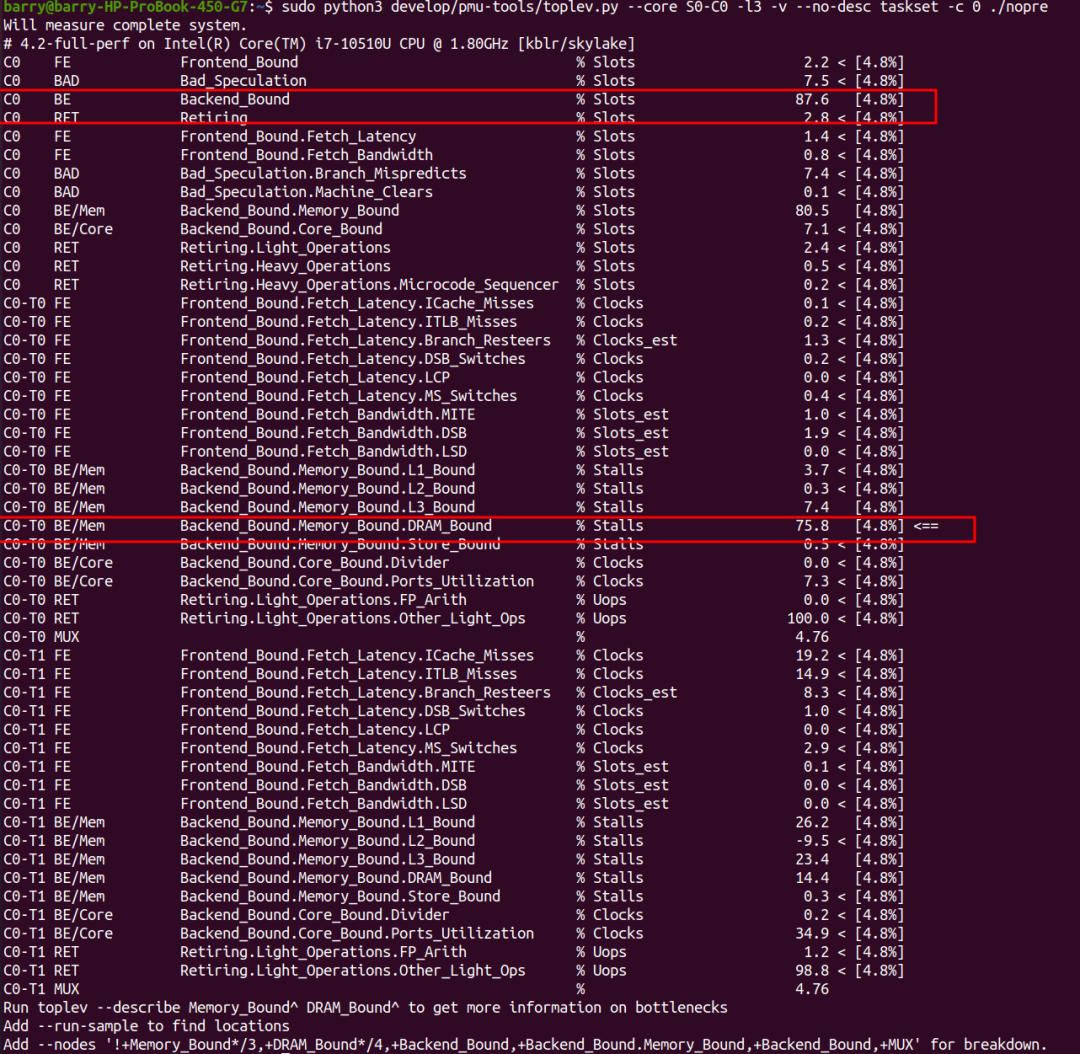 barry@barry-HP-ProBook-450-G7:~$ sudo python3 develop/pmu-tools/toplev.py --core S0-C0 -l3 -v --no-desc taskset -c 0 ./nopre
Will measure complete system.
# 4.2-full-perf on Intel(R) Core(TM) i7-10510U CPU @ 1.80GHz [kblr/skylake]
C0 FE Frontend_Bound % Slots 2.2 < [4.8%]
C0 BAD Bad_Speculation % Slots 7.5 < [4.8%]
C0 BE Backend_Bound % Slots 87.6 [4.8%]
C0 RET Retiring % Slots 2.8 < [4.8%]
C0 FE Frontend_Bound.Fetch_Latency % Slots 1.4 < [4.8%]
C0 FE Frontend_Bound.Fetch_Bandwidth % Slots 0.8 < [4.8%]
C0 BAD Bad_Speculation.Branch_Mispredicts % Slots 7.4 < [4.8%]
C0 BAD Bad_Speculation.Machine_Clears % Slots 0.1 < [4.8%]
C0 BE/Mem Backend_Bound.Memory_Bound % Slots 80.5 [4.8%]
C0 BE/Core Backend_Bound.Core_Bound % Slots 7.1 < [4.8%]
C0 RET Retiring.Light_Operations % Slots 2.4 < [4.8%]
C0 RET Retiring.Heavy_Operations % Slots 0.5 < [4.8%]
C0 RET Retiring.Heavy_Operations.Microcode_Sequencer % Slots 0.2 < [4.8%]
C0-T0 FE Frontend_Bound.Fetch_Latency.ICache_Misses % Clocks 0.1 < [4.8%]
C0-T0 FE Frontend_Bound.Fetch_Latency.ITLB_Misses % Clocks 0.2 < [4.8%]
C0-T0 FE Frontend_Bound.Fetch_Latency.Branch_Resteers % Clocks_est 1.3 < [4.8%]
C0-T0 FE Frontend_Bound.Fetch_Latency.DSB_Switches % Clocks 0.2 < [4.8%]
C0-T0 FE Frontend_Bound.Fetch_Latency.LCP % Clocks 0.0 < [4.8%]
C0-T0 FE Frontend_Bound.Fetch_Latency.MS_Switches % Clocks 0.4 < [4.8%]
C0-T0 FE Frontend_Bound.Fetch_Bandwidth.MITE % Slots_est 1.0 < [4.8%]
C0-T0 FE Frontend_Bound.Fetch_Bandwidth.DSB % Slots_est 1.9 < [4.8%]
C0-T0 FE Frontend_Bound.Fetch_Bandwidth.LSD % Slots_est 0.0 < [4.8%]
C0-T0 BE/Mem Backend_Bound.Memory_Bound.L1_Bound % Stalls 3.7 < [4.8%]
C0-T0 BE/Mem Backend_Bound.Memory_Bound.L2_Bound % Stalls 0.3 < [4.8%]
C0-T0 BE/Mem Backend_Bound.Memory_Bound.L3_Bound % Stalls 7.4 [4.8%]
C0-T0 BE/Mem Backend_Bound.Memory_Bound.DRAM_Bound % Stalls 75.8 [4.8%] <==
C0-T0 BE/Mem Backend_Bound.Memory_Bound.Store_Bound % Stalls 0.5 < [4.8%]
C0-T0 BE/Core Backend_Bound.Core_Bound.Divider % Clocks 0.0 < [4.8%]
C0-T0 BE/Core Backend_Bound.Core_Bound.Ports_Utilization % Clocks 7.3 < [4.8%]
C0-T0 RET Retiring.Light_Operations.FP_Arith % Uops 0.0 < [4.8%]
C0-T0 RET Retiring.Light_Operations.Other_Light_Ops % Uops 100.0 < [4.8%]
C0-T0 MUX % 4.76
C0-T1 FE Frontend_Bound.Fetch_Latency.ICache_Misses % Clocks 19.2 < [4.8%]
C0-T1 FE Frontend_Bound.Fetch_Latency.ITLB_Misses % Clocks 14.9 < [4.8%]
C0-T1 FE Frontend_Bound.Fetch_Latency.Branch_Resteers % Clocks_est 8.3 < [4.8%]
C0-T1 FE Frontend_Bound.Fetch_Latency.DSB_Switches % Clocks 1.0 < [4.8%]
C0-T1 FE Frontend_Bound.Fetch_Latency.LCP % Clocks 0.0 < [4.8%]
C0-T1 FE Frontend_Bound.Fetch_Latency.MS_Switches % Clocks 2.9 < [4.8%]
C0-T1 FE Frontend_Bound.Fetch_Bandwidth.MITE % Slots_est 0.1 < [4.8%]
C0-T1 FE Frontend_Bound.Fetch_Bandwidth.DSB % Slots_est 0.0 < [4.8%]
C0-T1 FE Frontend_Bound.Fetch_Bandwidth.LSD % Slots_est 0.0 < [4.8%]
C0-T1 BE/Mem Backend_Bound.Memory_Bound.L1_Bound % Stalls 26.2 [4.8%]
C0-T1 BE/Mem Backend_Bound.Memory_Bound.L2_Bound % Stalls -9.5 < [4.8%]
C0-T1 BE/Mem Backend_Bound.Memory_Bound.L3_Bound % Stalls 23.4 [4.8%]
C0-T1 BE/Mem Backend_Bound.Memory_Bound.DRAM_Bound % Stalls 14.4 [4.8%]
C0-T1 BE/Mem Backend_Bound.Memory_Bound.Store_Bound % Stalls 0.3 < [4.8%]
C0-T1 BE/Core Backend_Bound.Core_Bound.Divider % Clocks 0.2 < [4.8%]
C0-T1 BE/Core Backend_Bound.Core_Bound.Ports_Utilization % Clocks 34.9 < [4.8%]
C0-T1 RET Retiring.Light_Operations.FP_Arith % Uops 1.2 < [4.8%]
C0-T1 RET Retiring.Light_Operations.Other_Light_Ops % Uops 98.8 < [4.8%]
C0-T1 MUX % 4.76
Run toplev --describe Memory_Bound^ DRAM_Bound^ to get more information on bottlenecks
Add --run-sample to find locations
Add --nodes '!+Memory_Bound*/3,+DRAM_Bound*/4,+Backend_Bound,+Backend_Bound.Memory_Bound,+Backend_Bound,+MUX' for breakdown.